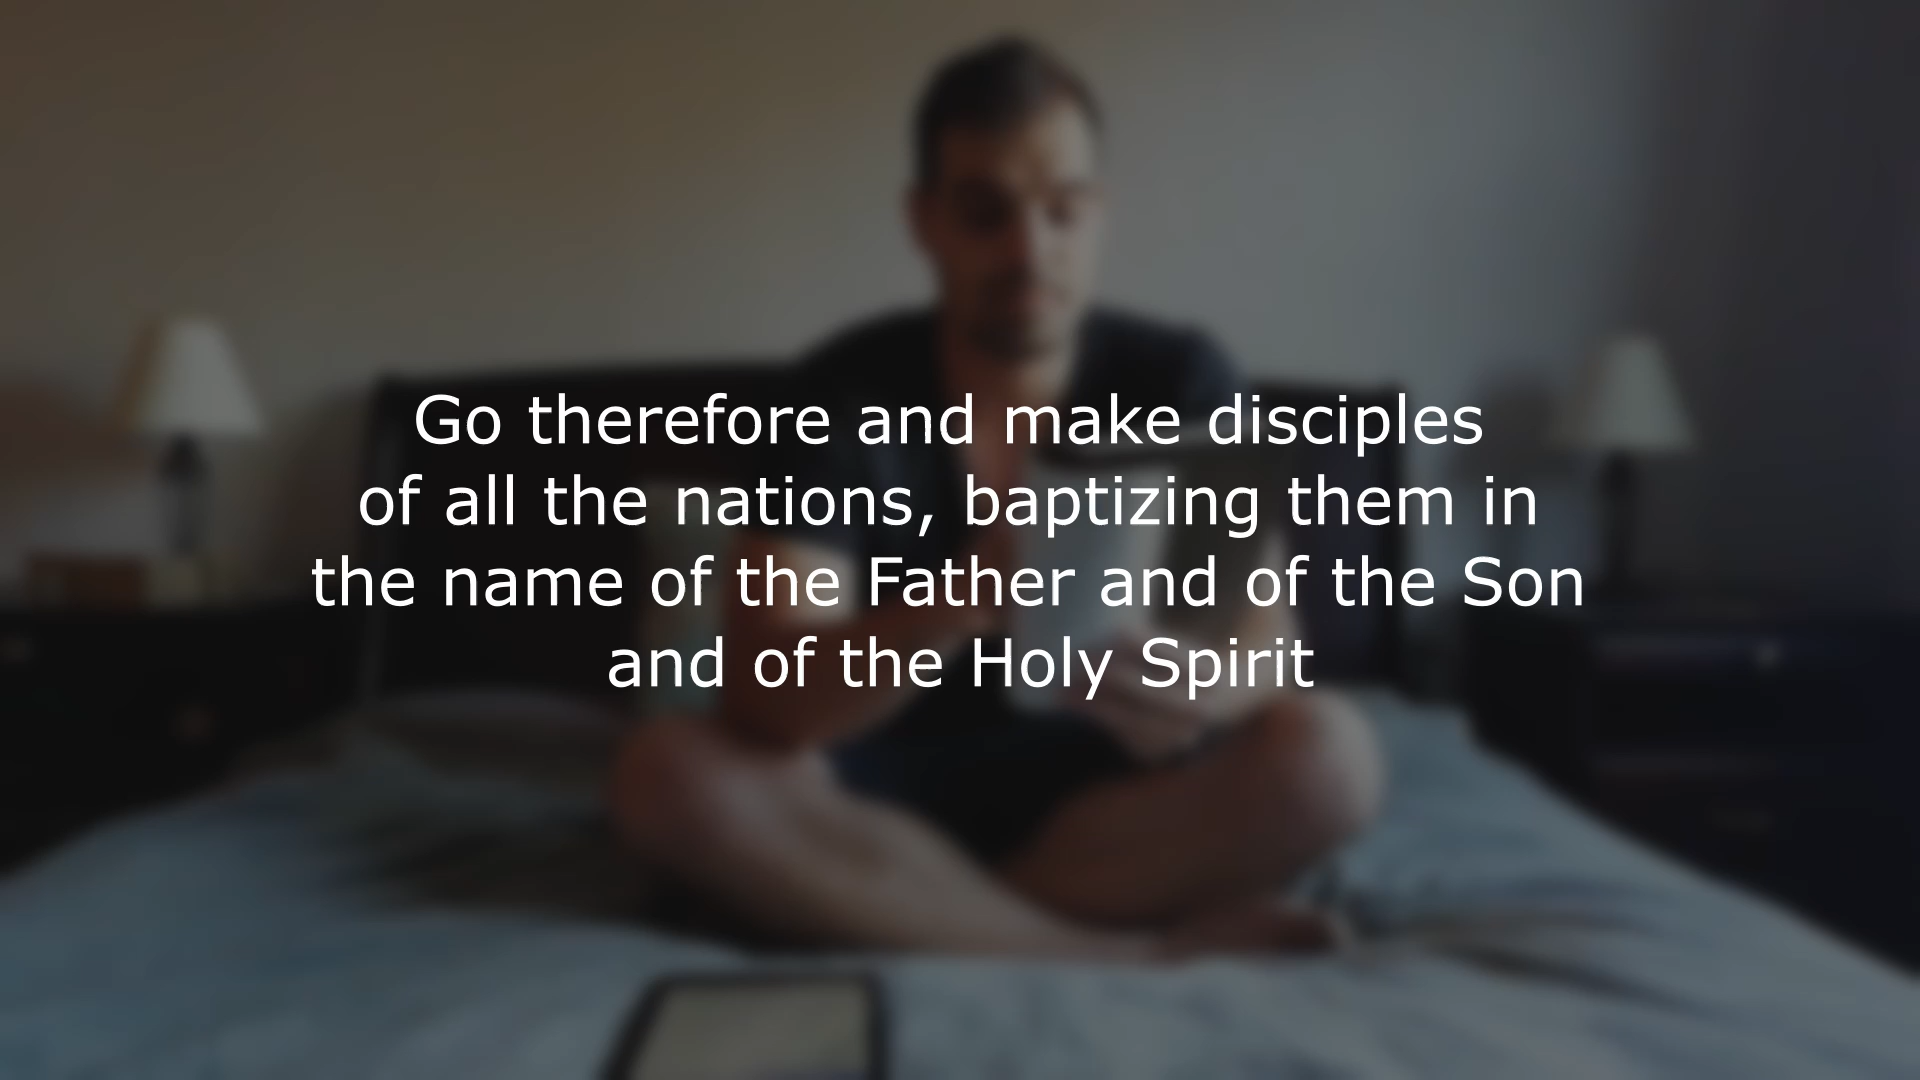 Go therefore and make disciples
of all the nations, baptizing them in
the name of the Father and of the Son
and of the Holy Spirit